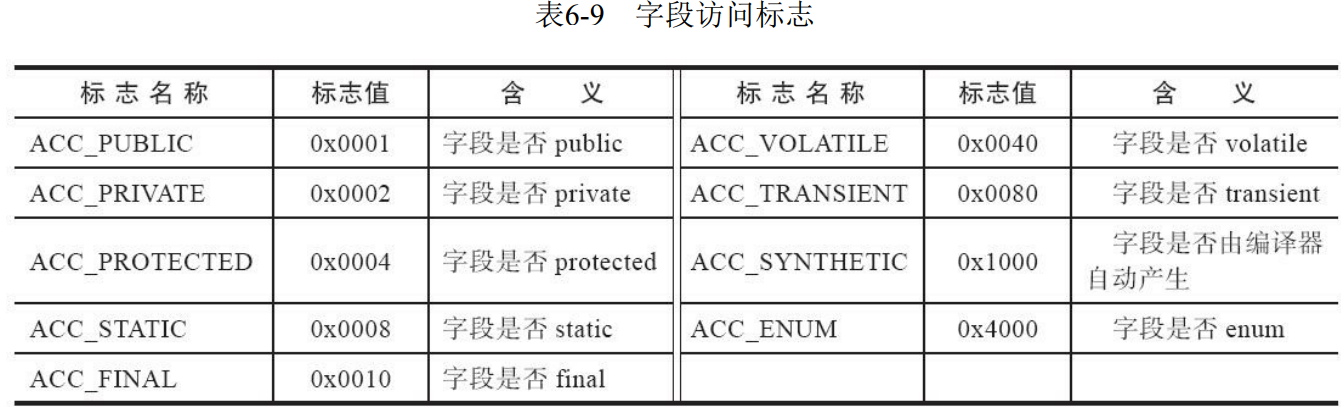 表6-9 字段访问标志
标志名称 标志值 含 义 标志名称 标志值 含 义
ACC_PUBLIC 0x0001 字段是否 public ACC_VOLATILE 0x0040 字段是否 volatile
ACC_PRIVATE 0x0002 字段是否 private ACC_TRANSIENT 0x0080 字段是否 transient
ACC_PROTECTED 0x0004 字段是否 protected ACC_SYNTHETIC 0x1000 字段是否由编译器
自动产生
ACC_STATIC 0x0008 字段是否 static ACC_ENUM 0x4000 字段是否 enum
ACC_FINAL 0x0010 字段是否 final